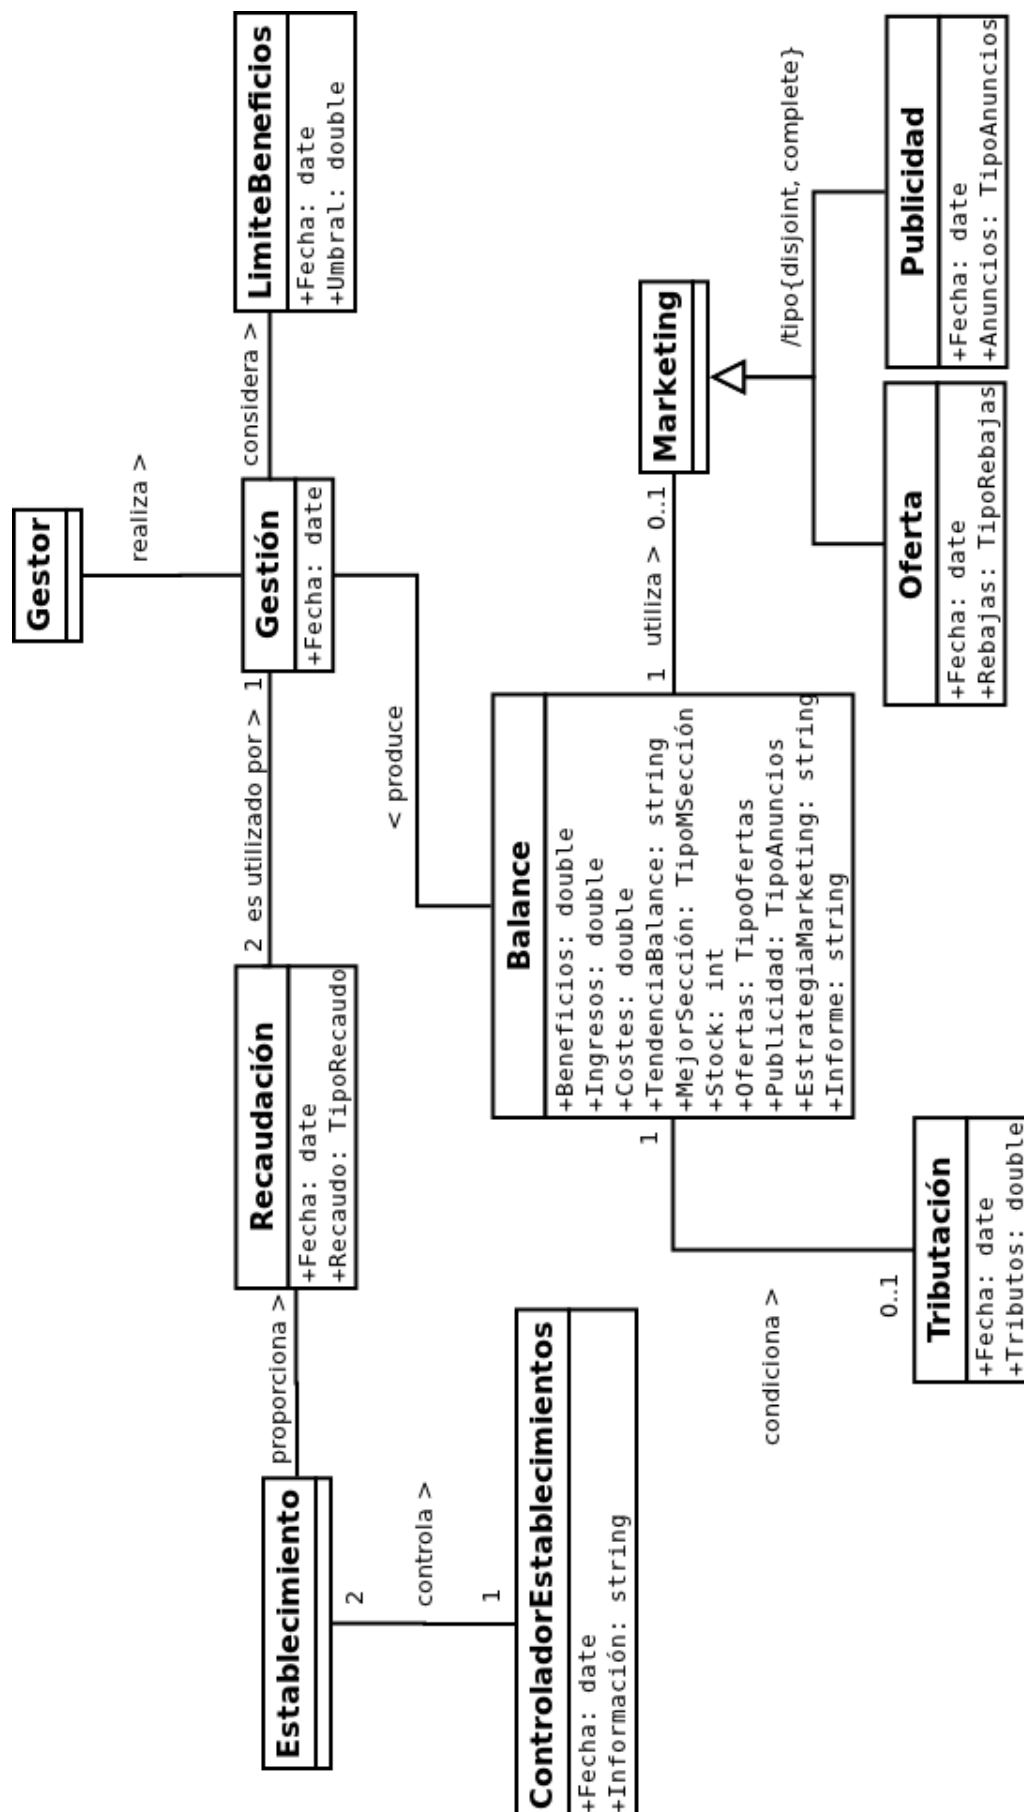 Gestor
realiza >
Establecimiento
proporciona >
Recaudación
+Fecha: date
+Recaudo: TipoRecaudo
2 es utilizado por > 1
Gestión
+Fecha: date
considera >
LimiteBeneficios
+Fecha: date
+Umbral: double
2
controla >
1
ControladorEstablecimientos
+Fecha: date
+Información: string
< produce
Balance
+Beneficios: double
+Ingresos: double
+Costes: double
+TendenciaBalance: string
+MejorSección: TipoMSección
+Stock: int
+Ofertas: TipoOfertas
+Publicidad: TipoAnuncios
+EstrategiaMarketing: string
+Informe: string
1 utiliza > 0..1
Marketing
/tipo{disjoint, complete}
1
condiciona >
0..1
Tributación
+Fecha: date
+Tributos: double
Oferta
+Fecha: date
+Rebajas: TipoRebajas
Publicidad
+Fecha: date
+Anuncios: TipoAnuncios